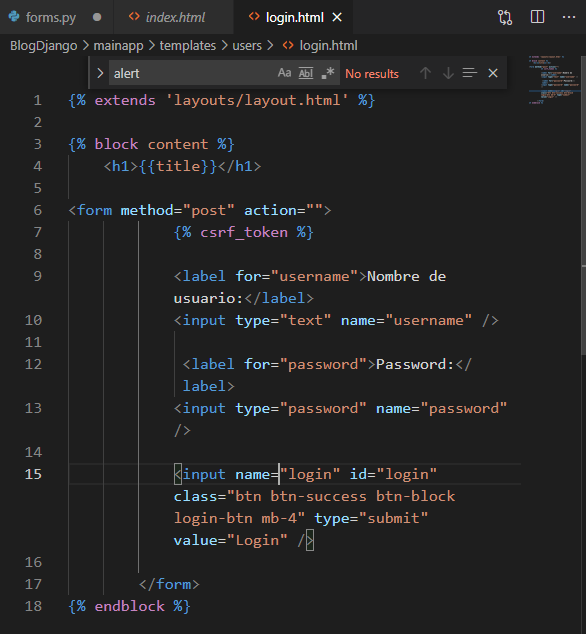 forms.py index.html login.html
BlogDjango > mainapp > templates > users > login.html
alert Aa Ab .* No results
1 {% extends 'layouts/layout.html' %}
2
3 {% block content %}
4 <h1>{{title}}</h1>
5
6 <form method="post" action="">
7 {% csrf_token %}
8
9 <label for="username">Nombre de
usuario:</label>
10 <input type="text" name="username" />
11
12 <label for="password">Password:</
label>
13 <input type="password" name="password"
/>
14
15 <input name="login" id="login"
class="btn btn-success btn-block
login-btn mb-4" type="submit"
value="Login" />
16
17 </form>
18 {% endblock %}